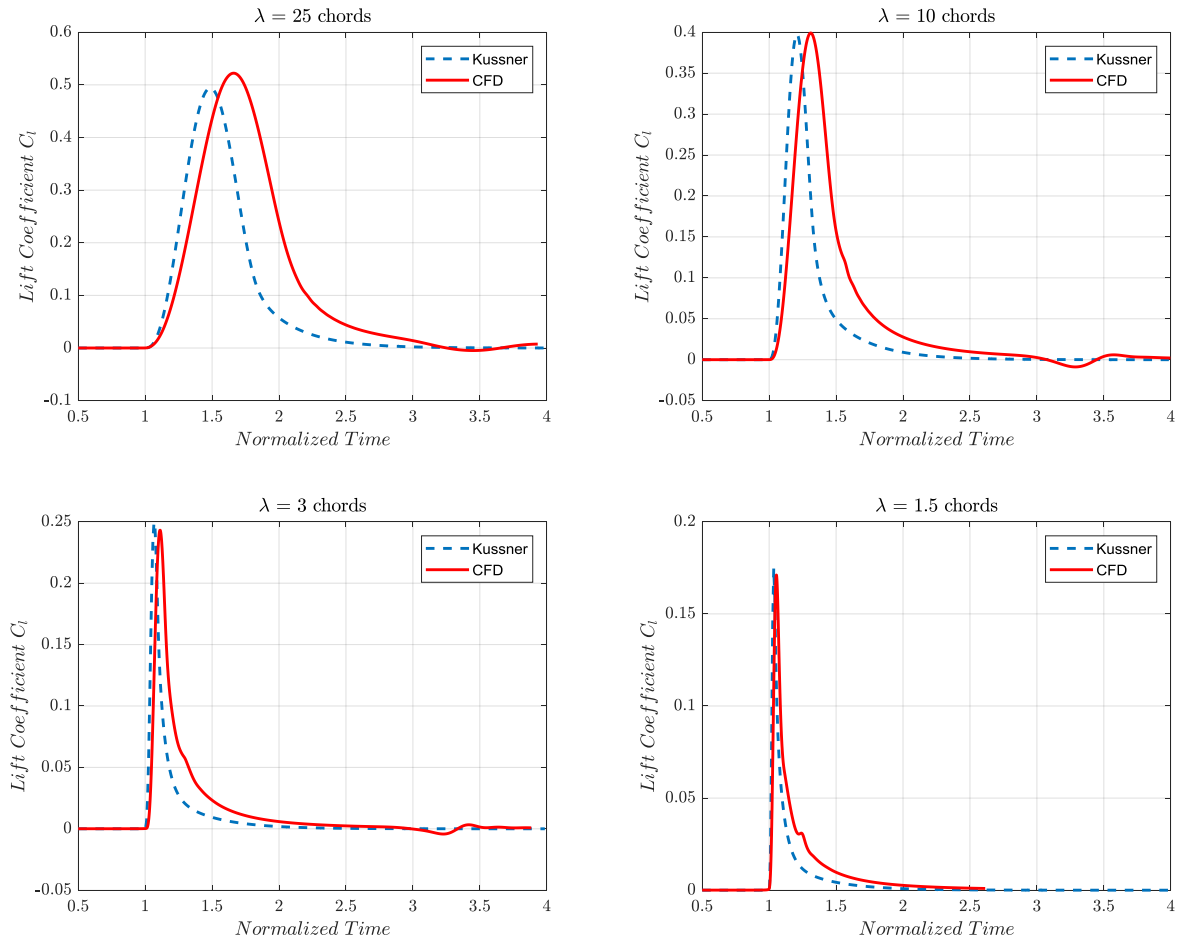 λ = 25 chords
0.6
0.5
0.4
0.3
0.2
0.1
0
-0.1
Lift Coefficient C_l
Kussner
CFD
0.5 1 1.5 2 2.5 3 3.5 4
Normalized Time
λ = 10 chords
0.4
0.35
0.3
0.25
0.2
0.15
0.1
0.05
0
-0.05
Lift Coefficient C_l
Kussner
CFD
0.5 1 1.5 2 2.5 3 3.5 4
Normalized Time
λ = 3 chords
0.25
0.2
0.15
0.1
0.05
0
-0.05
Lift Coefficient C_l
Kussner
CFD
0.5 1 1.5 2 2.5 3 3.5 4
Normalized Time
λ = 1.5 chords
0.2
0.15
0.1
0.05
0
Lift Coefficient C_l
Kussner
CFD
0.5 1 1.5 2 2.5 3 3.5 4
Normalized Time